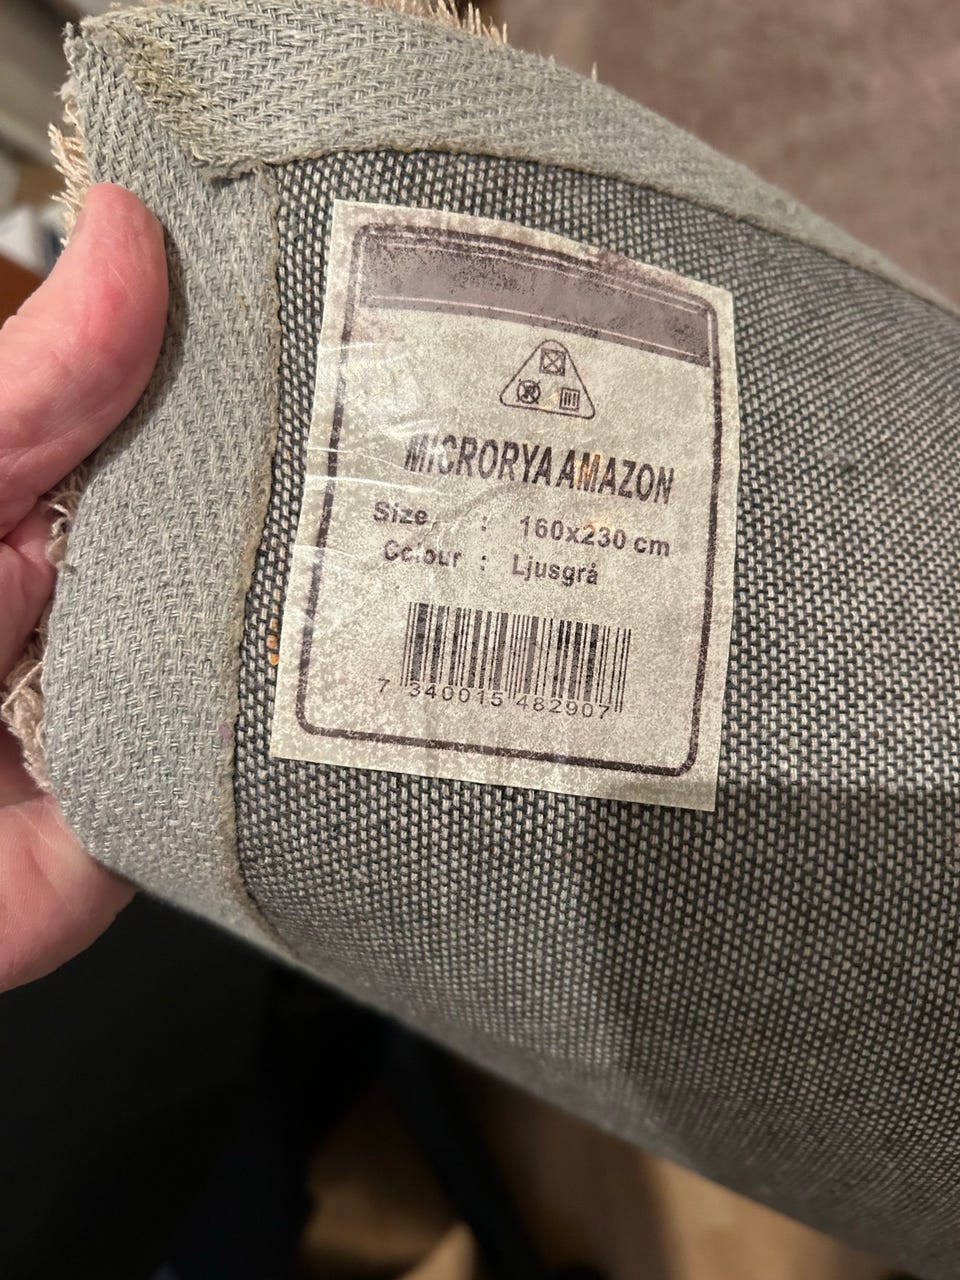 MICRORYA AMAZON
Size : 160x230 cm
Colour : Ljusgrå
7 340015 482907